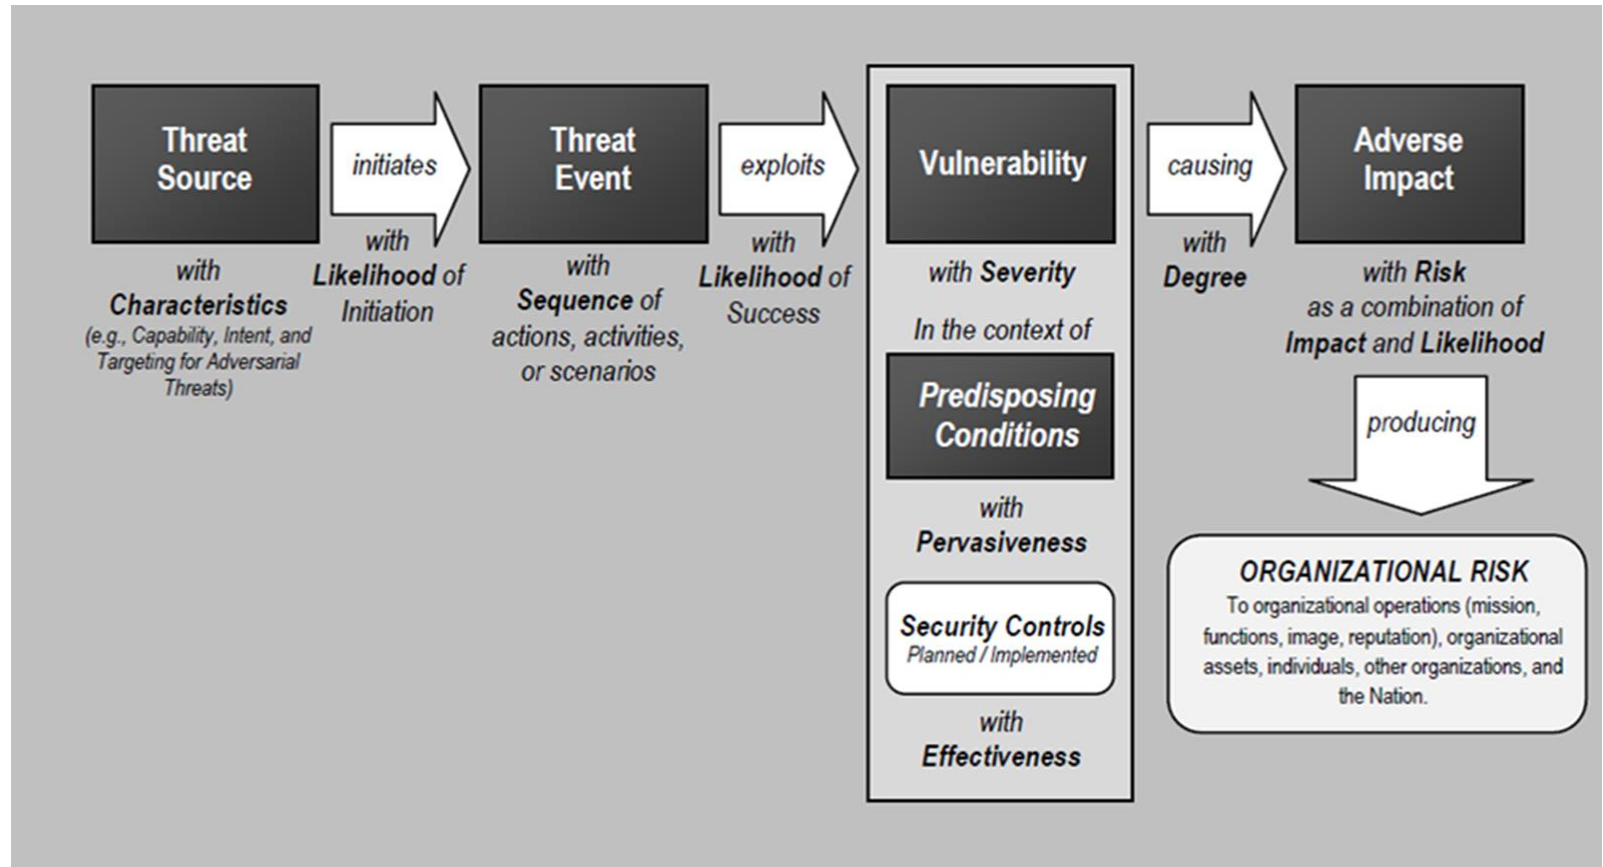 Threat
Source
with
Characteristics
(e.g., Capability, Intent, and
Targeting for Adversarial
Threats)
initiates
with
Likelihood of
Initiation
Threat
Event
with
Sequence of
actions, activities,
or scenarios
exploits
with
Likelihood of
Success
Vulnerability
with Severity
In the context of
Predisposing
Conditions
with
Pervasiveness
Security Controls
Planned / Implemented
with
Effectiveness
causing
with
Degree
Adverse
Impact
with Risk
as a combination of
Impact and Likelihood
producing
ORGANIZATIONAL RISK
To organizational operations (mission,
functions, image, reputation), organizational
assets, individuals, other organizations, and
the Nation.